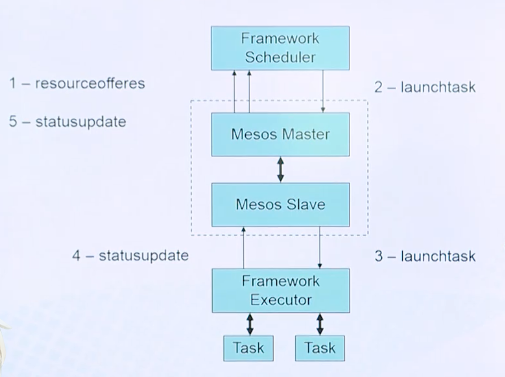 Framework
Scheduler
1 – resourceofferes
2 – launchtask
5 – statusupdate
Mesos Master
Mesos Slave
4 – statusupdate
3 – launchtask
Framework
Executor
Task
Task